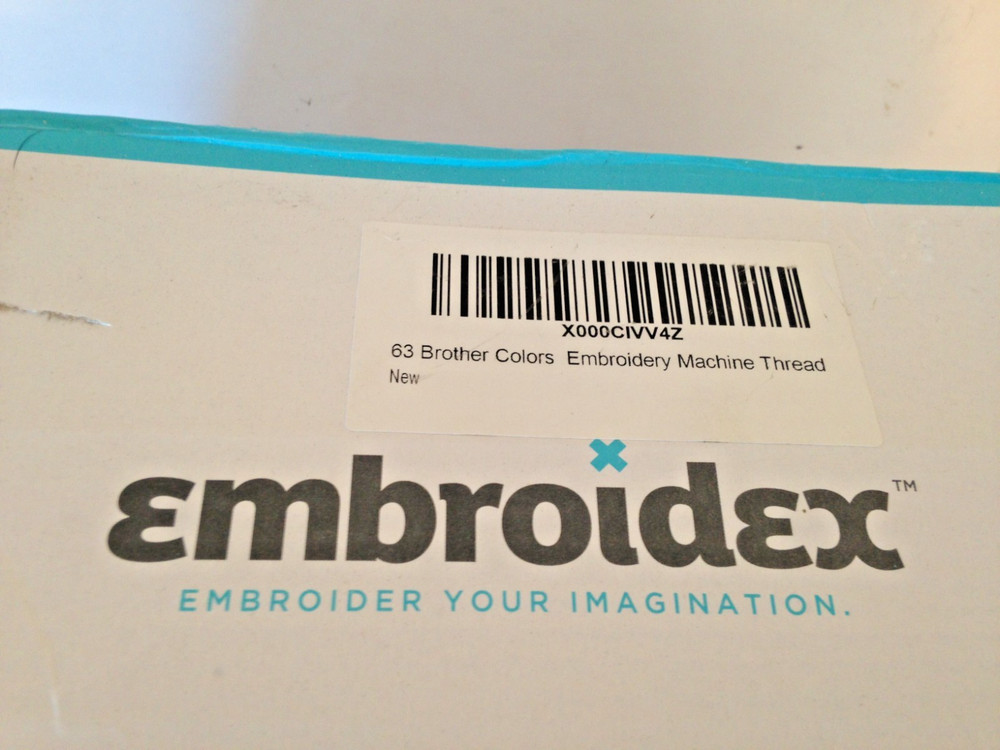 X000CIVV4Z
63 Brother Colors  Embroidery Machine Thread
New
embroidex™
EMBROIDER YOUR IMAGINATION.